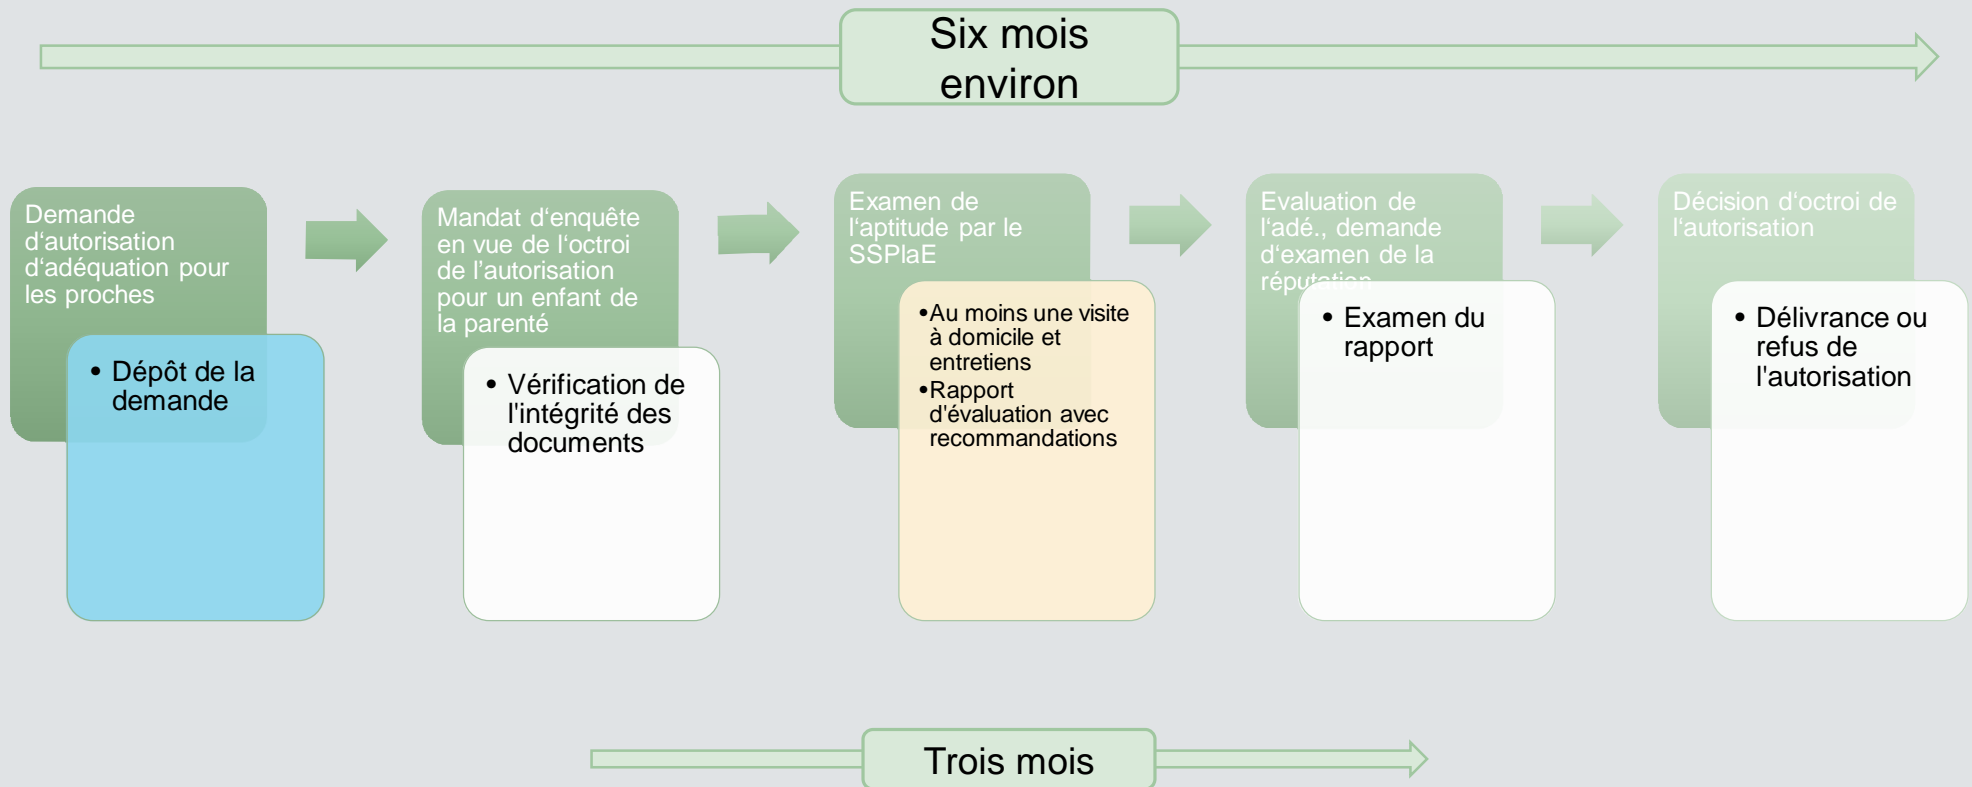 Six mois
environ
Demande
d‘autorisation
d‘adéquation pour
les proches
• Dépôt de la
demande
Mandat d‘enquête
en vue de l‘octroi
de l’autorisation
pour un enfant de
la parenté
• Vérification de
l'intégrité des
documents
Examen de
l‘aptitude par le
SSPlaE
•Au moins une visite
à domicile et
entretiens
•Rapport
d'évaluation avec
recommandations
Evaluation de
l‘adé., demande
d‘examen de la
réputation
• Examen du
rapport
Décision d‘octroi de
l‘autorisation
• Délivrance ou
refus de
l'autorisation
Trois mois